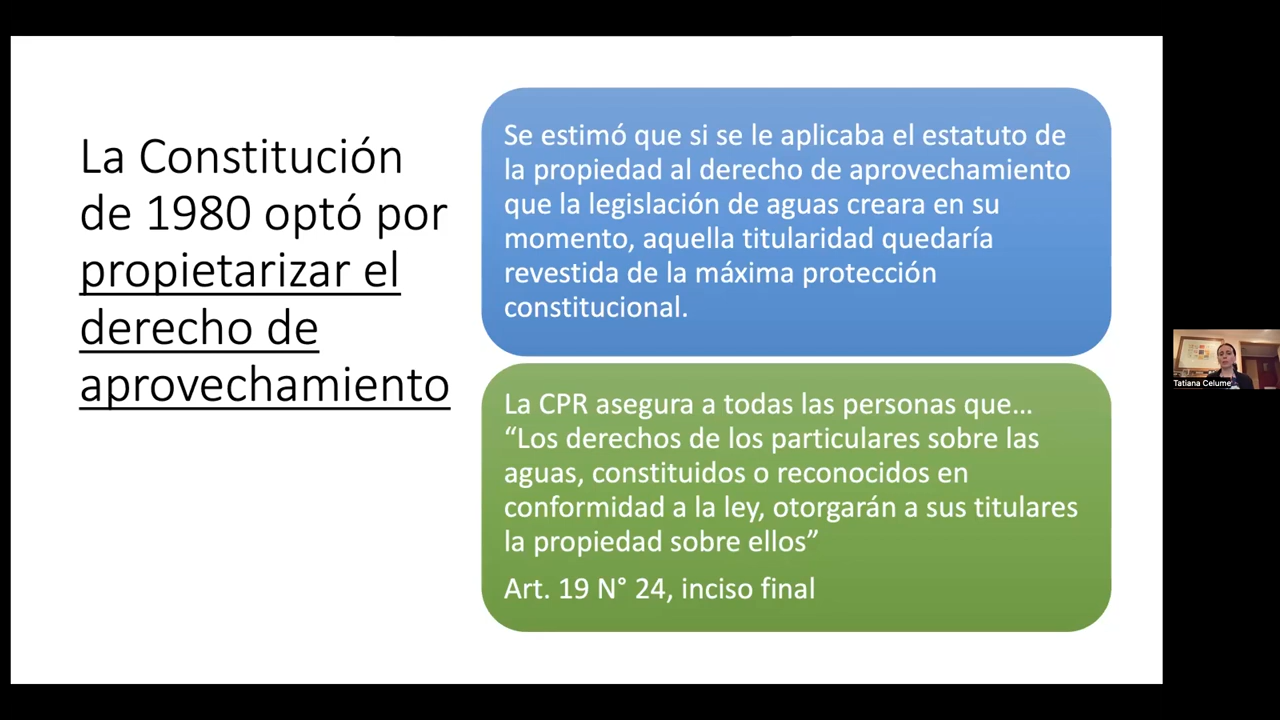 La Constitución
de 1980 optó por
propietarizar el
derecho de
aprovechamiento
Se estimó que si se le aplicaba el estatuto de
la propiedad al derecho de aprovechamiento
que la legislación de aguas creara en su
momento, aquella titularidad quedaría
revestida de la máxima protección
constitucional.
La CPR asegura a todas las personas que…
“Los derechos de los particulares sobre las
aguas, constituidos o reconocidos en
conformidad a la ley, otorgarán a sus titulares
la propiedad sobre ellos”
Art. 19 N° 24, inciso final
Tatiana Celume